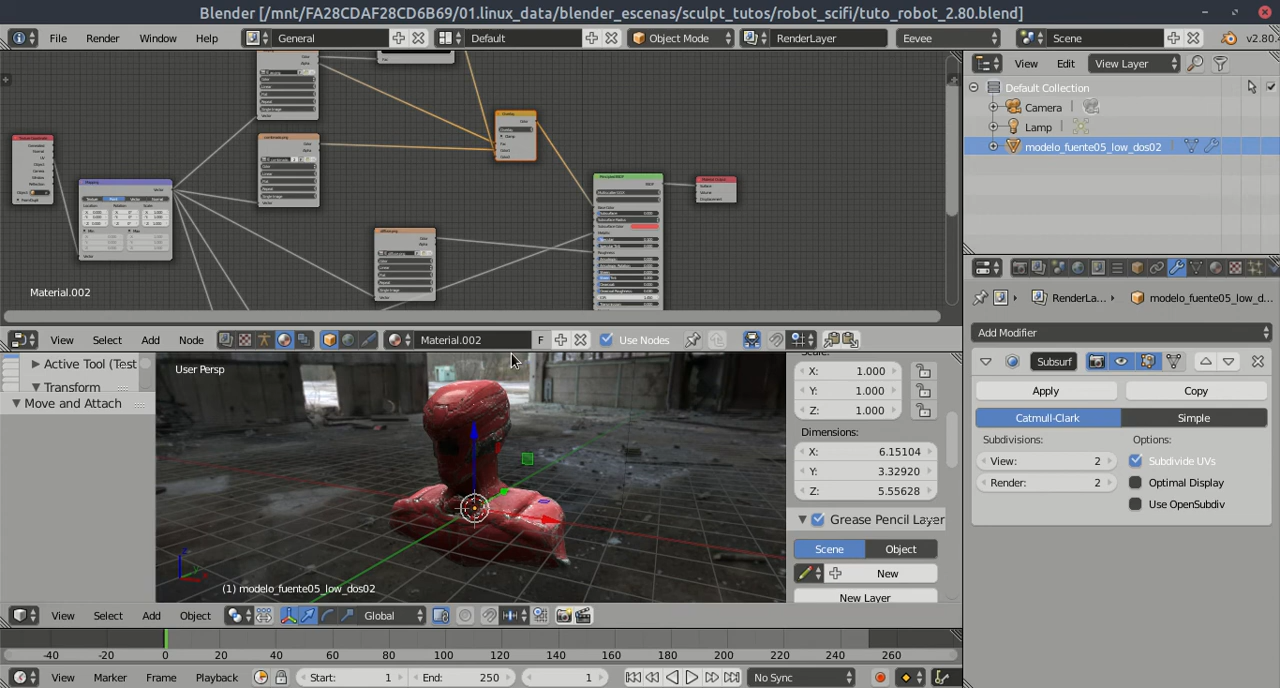 Blender [/mnt/FA28CDAF28CD6B69/01.linux_data/blender_escenas/sculpt_tutos/robot_scifi/tuto_robot_2.80.blend]
File Render Window Help General Default Object Mode RenderLayer Eevee Scene v2.80.
View Edit View Layer
Default Collection
Camera
Lamp
modelo_fuente05_low_dos02
Material.002
View Select Add Node Material.002 F Use Nodes
RenderLa... modelo_fuente05_low_d...
Add Modifier
Subsurf
Apply Copy
Catmull-Clark Simple
Subdivisions: Options:
View: 2 Subdivide UVs
Render: 2 Optimal Display
Use OpenSubdiv
Active Tool (Test
Transform
Move and Attach
User Persp
(1) modelo_fuente05_low_dos02
X: 1.000
Y: 1.000
Z: 1.000
Dimensions:
X: 6.15104
Y: 3.32920
Z: 5.55628
Grease Pencil Layer
Scene Object
New
New Layer
View Select Add Object Global
-40 -20 0 20 40 60 80 100 120 140 160 180 200 220 240 260
View Marker Frame Playback Start: 1 End: 250 1 No Sync